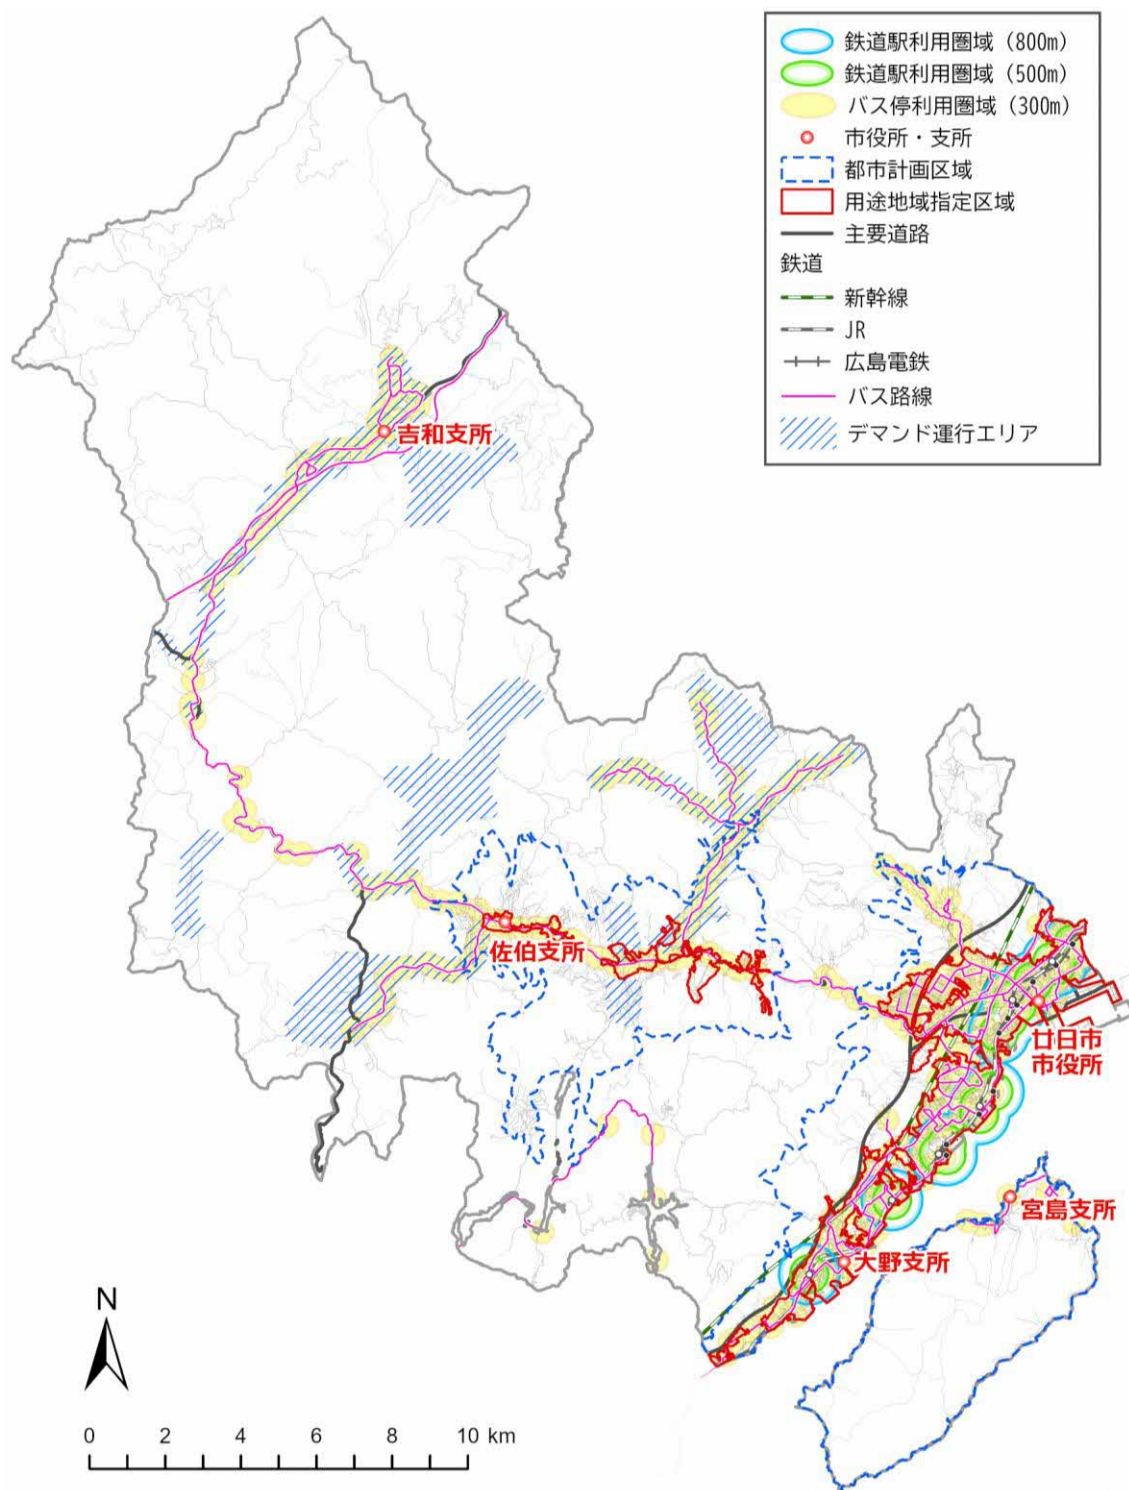 鉄道駅利用圏域（800m）
鉄道駅利用圏域（500m）
バス停利用圏域（300m）
市役所・支所
都市計画区域
用途地域指定区域
主要道路
鉄道
新幹線
JR
広島電鉄
バス路線
デマンド運行エリア
吉和支所
佐伯支所
廿日市
市役所
宮島支所
大野支所
N
0 2 4 6 8 10 km